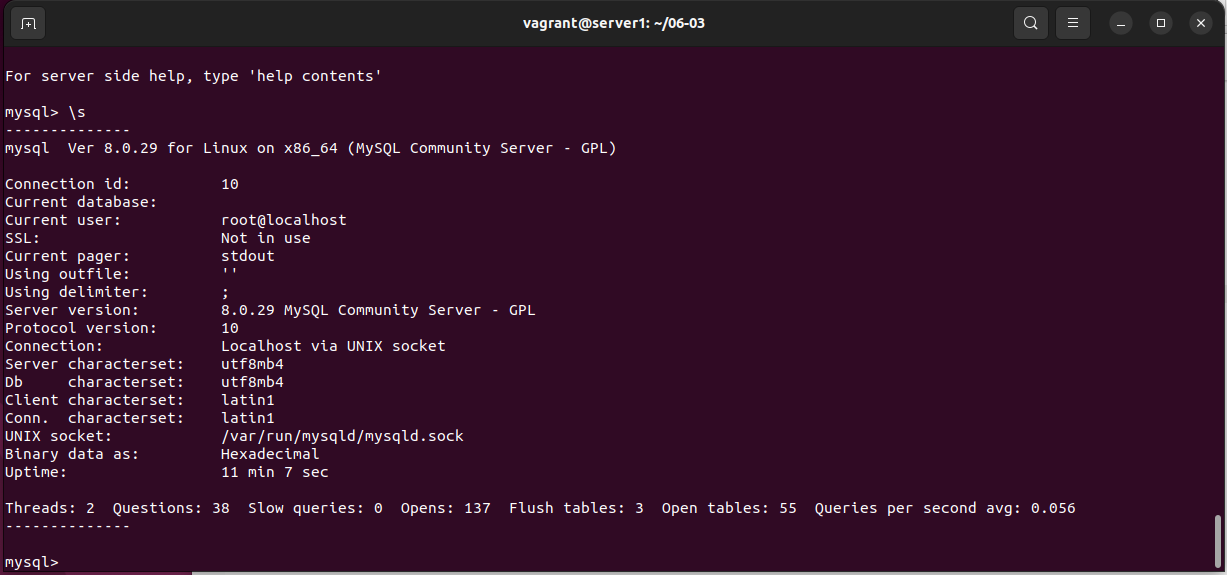 vagrant@server1: ~/06-03
For server side help, type 'help contents'
mysql> \s
--------------
mysql  Ver 8.0.29 for Linux on x86_64 (MySQL Community Server - GPL)
Connection id:          10
Current database:
Current user:           root@localhost
SSL:                    Not in use
Current pager:          stdout
Using outfile:          ''
Using delimiter:        ;
Server version:         8.0.29 MySQL Community Server - GPL
Protocol version:       10
Connection:             Localhost via UNIX socket
Server characterset:    utf8mb4
Db     characterset:    utf8mb4
Client characterset:    latin1
Conn.  characterset:    latin1
UNIX socket:            /var/run/mysqld/mysqld.sock
Binary data as:         Hexadecimal
Uptime:                 11 min 7 sec
Threads: 2  Questions: 38  Slow queries: 0  Opens: 137  Flush tables: 3  Open tables: 55  Queries per second avg: 0.056
--------------
mysql>